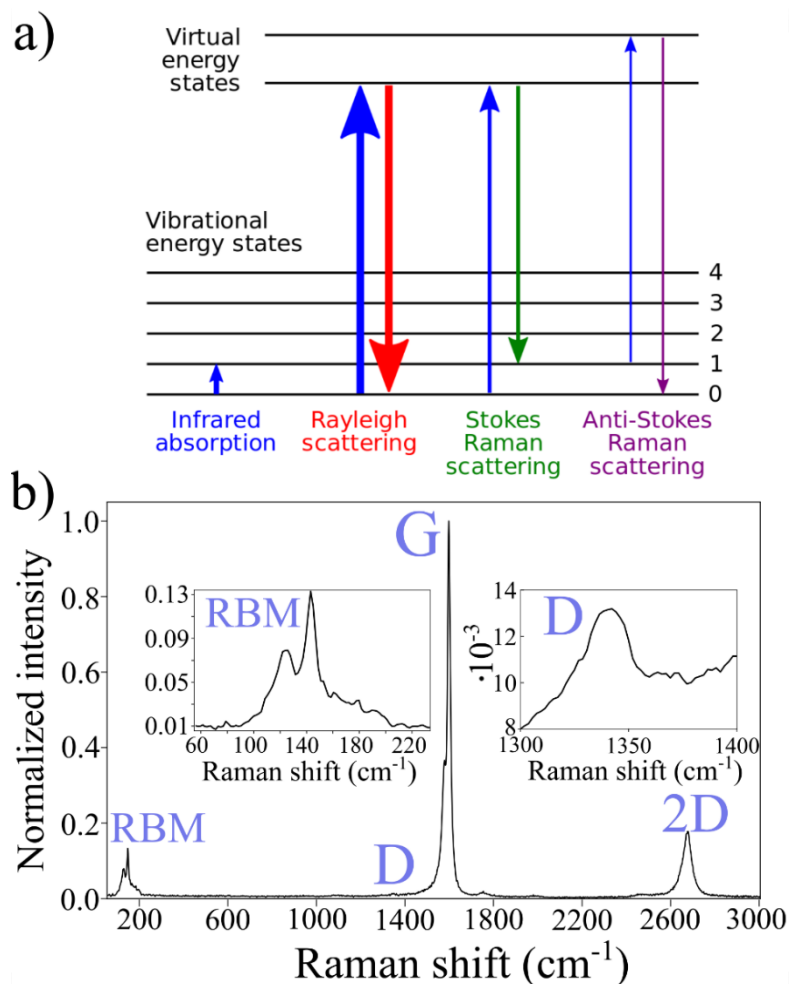 a)
Virtual
energy
states
Vibrational
energy states
4
3
2
1
0
Infrared
absorption
Rayleigh
scattering
Stokes
Raman
scattering
Anti-Stokes
Raman
scattering
b)
Normalized intensity
1.0
0.8
0.6
0.4
0.2
0.0
200
600
1000
1400
1800
2200
2600
3000
Raman shift (cm⁻¹)
RBM
D
G
2D
RBM
0.13
0.09
0.05
0.01
60
100
140
180
220
Raman shift (cm⁻¹)
D
·10⁻³
14
12
10
8
1300
1350
1400
Raman shift (cm⁻¹)